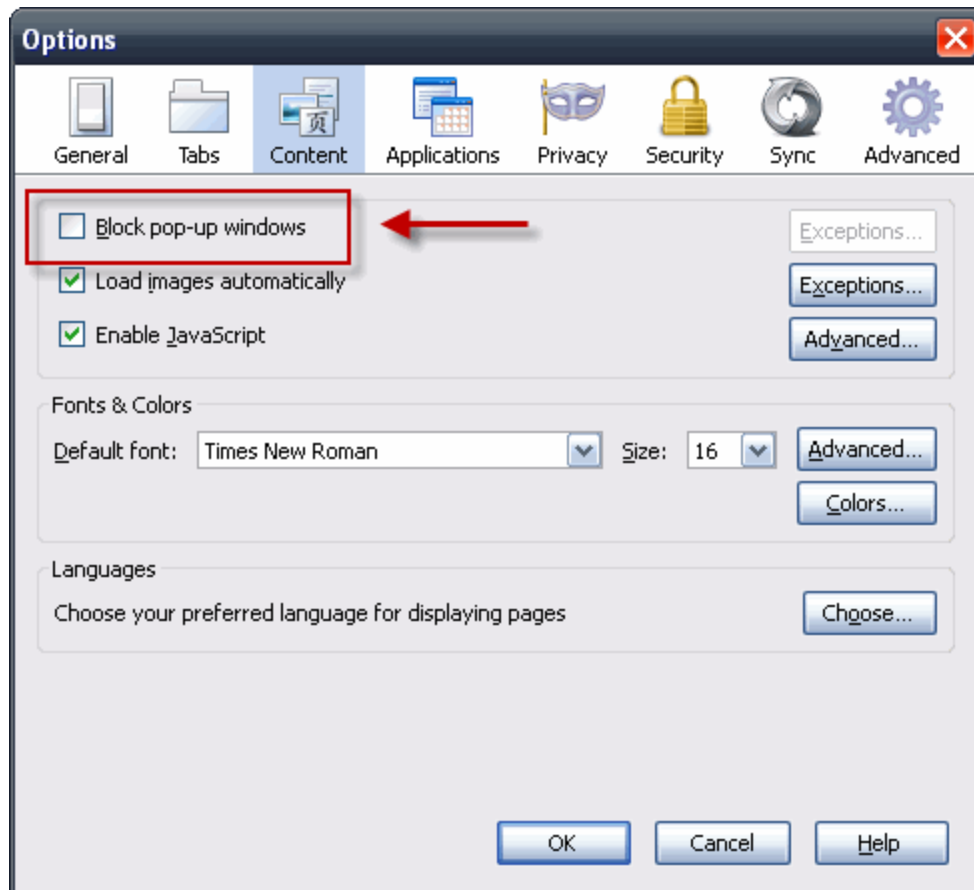 Options
General Tabs Content Applications Privacy Security Sync Advanced
页
Block pop-up windows Exceptions...
Load images automatically Exceptions...
Enable JavaScript Advanced...
Fonts & Colors
Default font: Times New Roman Size: 16 Advanced...
Colors...
Languages
Choose your preferred language for displaying pages Choose...
OK Cancel Help